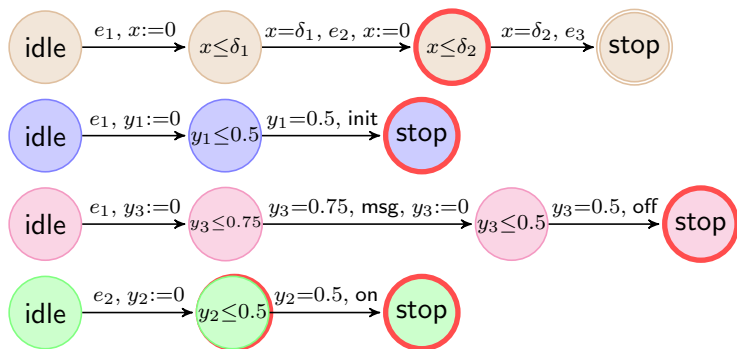 e₁, x:=0 x=δ₁, e₂, x:=0 x=δ₂, e₃
idle x≤δ₁ x≤δ₂ stop
e₁, y₁:=0 y₁=0.5, init
idle y₁≤0.5 stop
e₁, y₃:=0 y₃=0.75, msg, y₃:=0 y₃=0.5, off
idle y₃≤0.75 y₃≤0.5 stop
e₂, y₂:=0 y₂=0.5, on
idle y₂≤0.5 stop